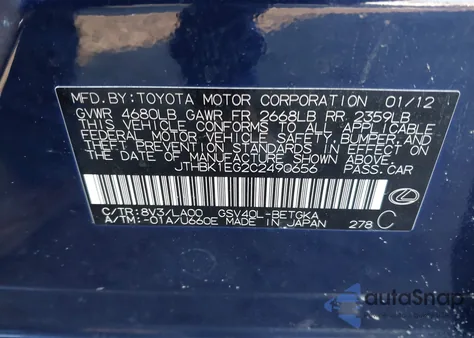 MFD.BY:TOYOTA MOTOR CORPORATION 01/12
GVWR 4680LB GAWR FR 2668LB RR 2359LB
THIS VEHICLE CONFORMS TO ALL APPLICABLE
FEDERAL MOTOR VEHICLE SAFETY, BUMPER, AND
THEFT PREVENTION STANDARDS IN EFFECT ON
THE DATE OF MANUFACTURE SHOWN ABOVE.
JTHBK1EG2C2490656 PASS.CAR
C/TR:8V3/LA00 GSV40L-BETGKA
A/TM:-01A/U660E MADE IN JAPAN 278 C
autoSnap